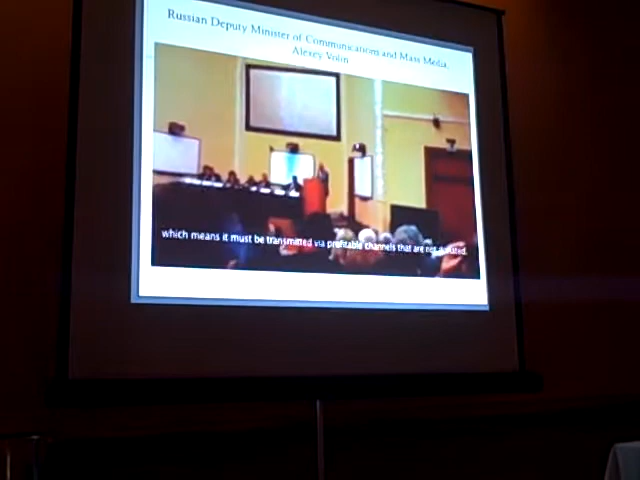 Russian Deputy Minister of Communications and Mass Media,
Alexey Volin
which means it must be transmitted via profitable channels that are not